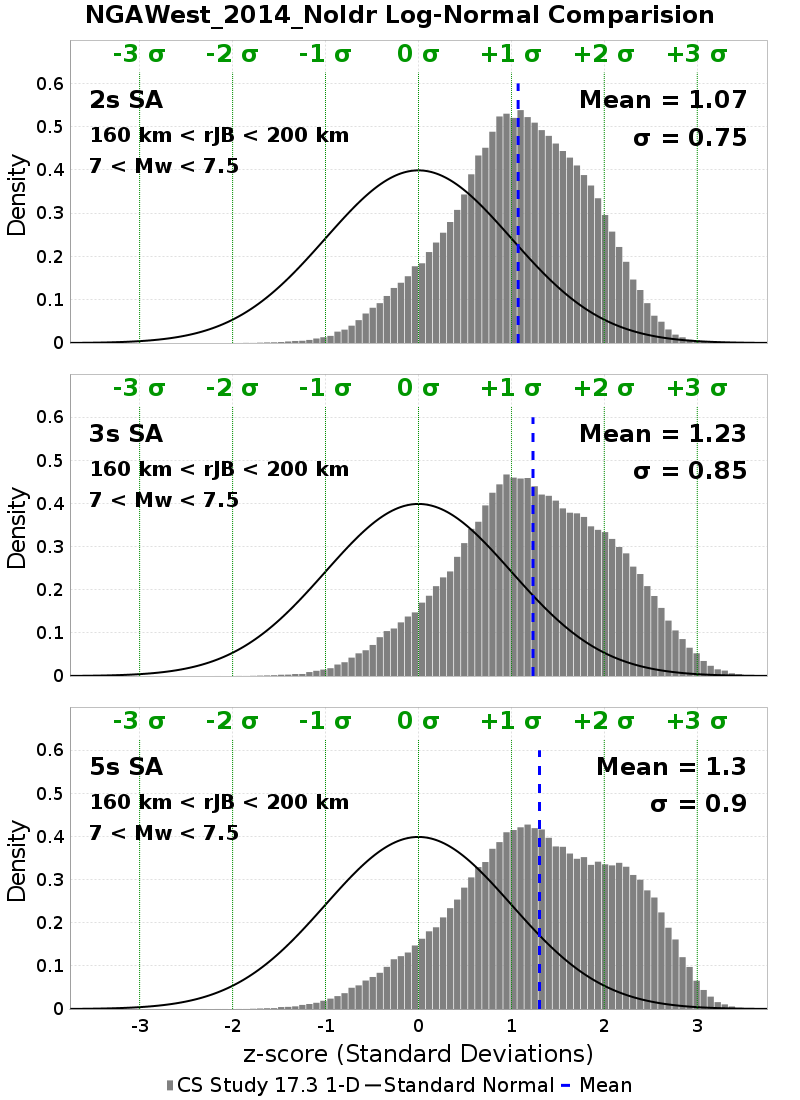 NGAWest_2014_NoIdr Log-Normal Comparision
-3 σ -2 σ -1 σ 0 σ +1 σ +2 σ +3 σ
0.6
2s SA Mean = 1.07
0.5
160 km < rJB < 200 km σ = 0.75
7 < Mw < 7.5
0.4
0.3
0.2
0.1
0
Density
-3 σ -2 σ -1 σ 0 σ +1 σ +2 σ +3 σ
0.6
3s SA Mean = 1.23
0.5
160 km < rJB < 200 km σ = 0.85
7 < Mw < 7.5
0.4
0.3
0.2
0.1
0
Density
-3 σ -2 σ -1 σ 0 σ +1 σ +2 σ +3 σ
0.6
5s SA Mean = 1.3
0.5
160 km < rJB < 200 km σ = 0.9
7 < Mw < 7.5
0.4
0.3
0.2
0.1
0
Density
-3 -2 -1 0 1 2 3
z-score (Standard Deviations)
CS Study 17.3 1-D Standard Normal Mean